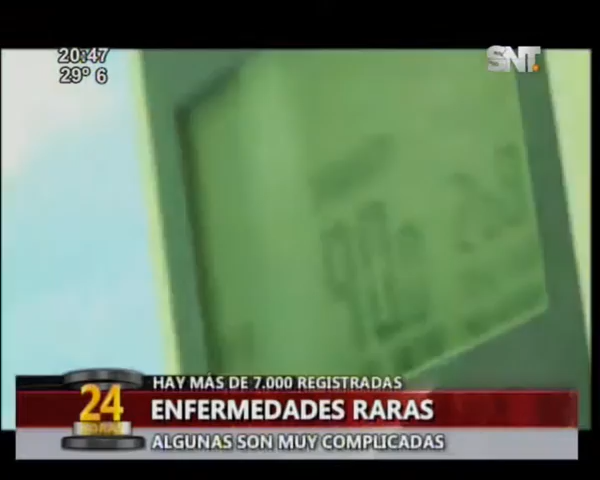 20:47
29° 6
SNT.
HAY MÁS DE 7.000 REGISTRADAS
24
ENFERMEDADES RARAS
ALGUNAS SON MUY COMPLICADAS